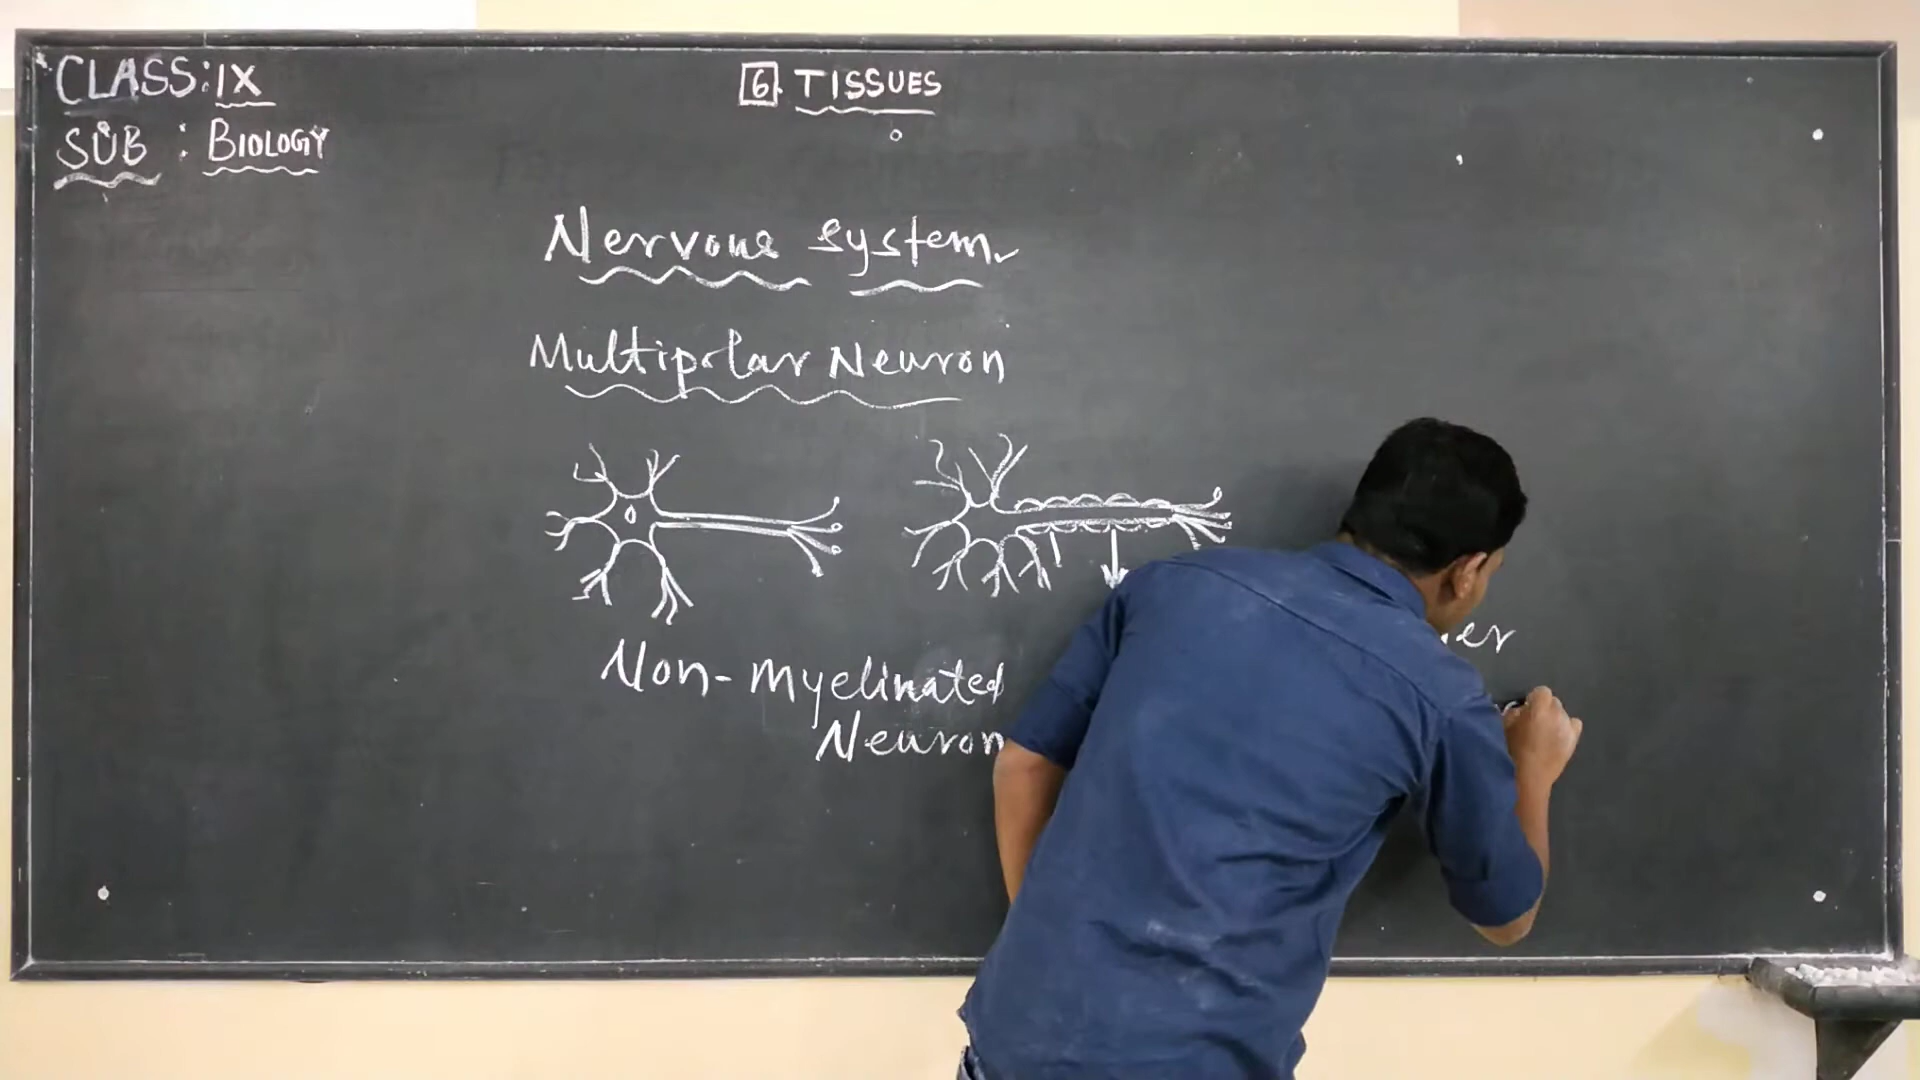 CLASS: IX
SUB : BIOLOGY
6. TISSUES
Nervous system
Multipolar Neuron
Non-myelinated
Neuron